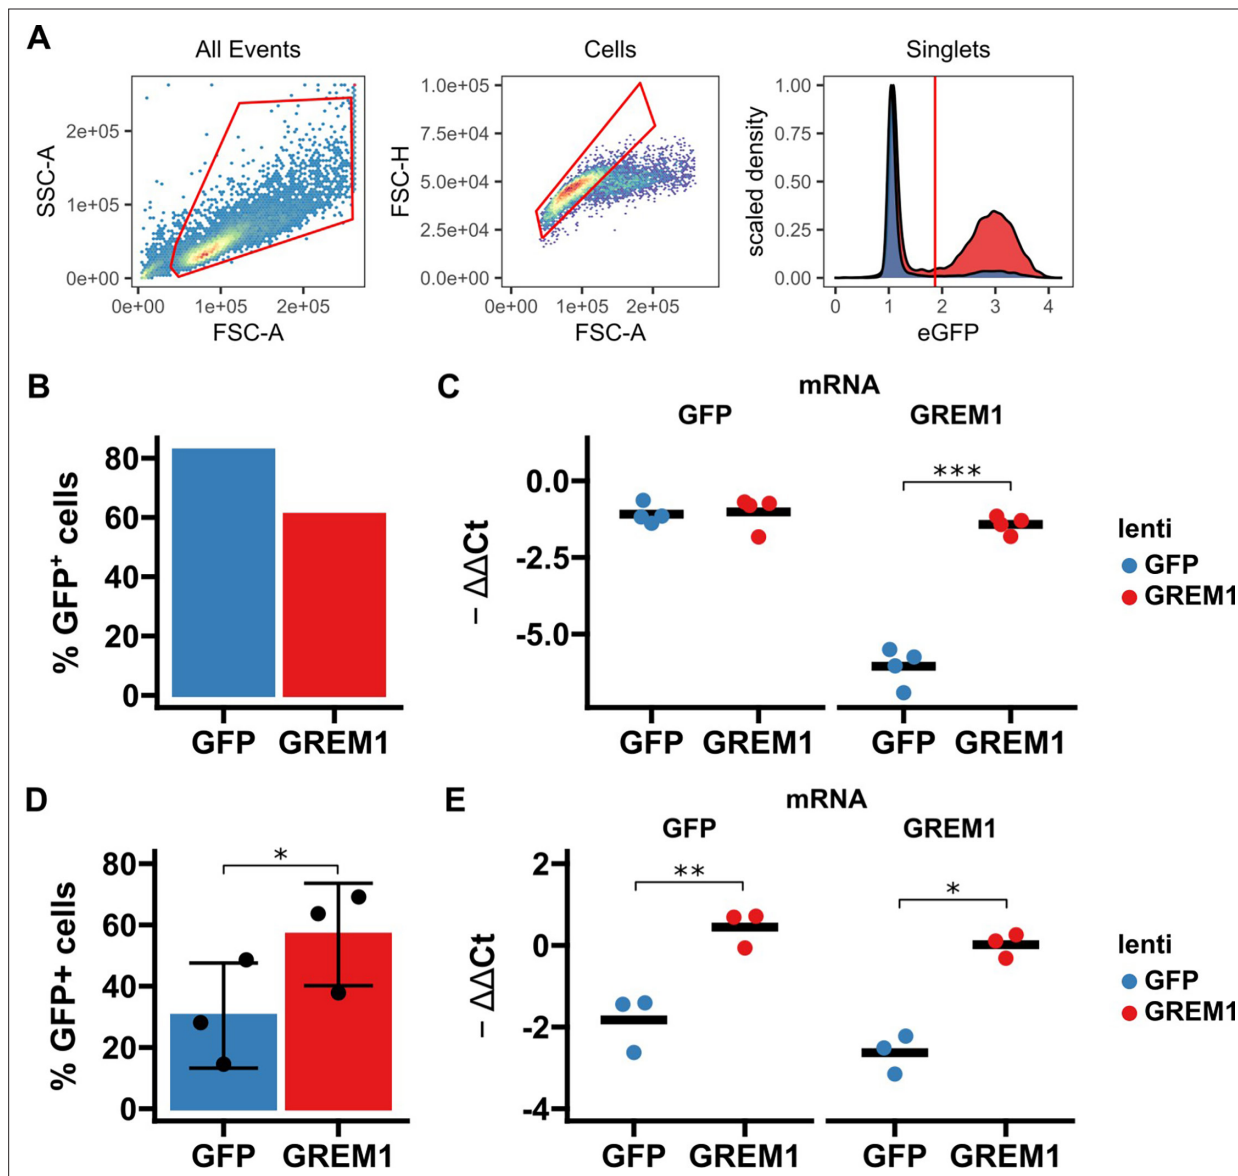 A
All Events
Cells
Singlets
SSC-A
2e+05
1e+05
0e+00
0e+00 1e+05 2e+05
FSC-A
FSC-H
1.0e+05
7.5e+04
5.0e+04
2.5e+04
0.0e+00
0e+00 1e+05 2e+05
FSC-A
scaled density
1.00
0.75
0.50
0.25
0.00
0 1 2 3 4
eGFP
B
% GFP⁺ cells
80
60
40
20
0
GFP GREM1
C
mRNA
GFP GREM1
− ΔΔCt
0.0
-2.5
-5.0
***
GFP GREM1 GFP GREM1
lenti
GFP
GREM1
D
% GFP+ cells
80
60
40
20
0
*
GFP GREM1
E
mRNA
GFP GREM1
− ΔΔCt
2
0
-2
-4
**
*
GFP GREM1 GFP GREM1
lenti
GFP
GREM1